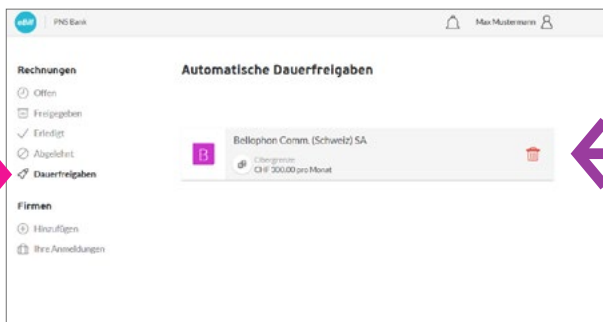 eBill PNS Bank Max Mustermann
Rechnungen
Automatische Dauerfreigaben
Offen
Freigegeben
Erledigt
Abgelehnt
Dauerfreigaben
B
Bellophon Comm. (Schweiz) SA
Obergrenze
CHF 300.00 pro Monat
Firmen
Hinzufügen
Ihre Anmeldungen